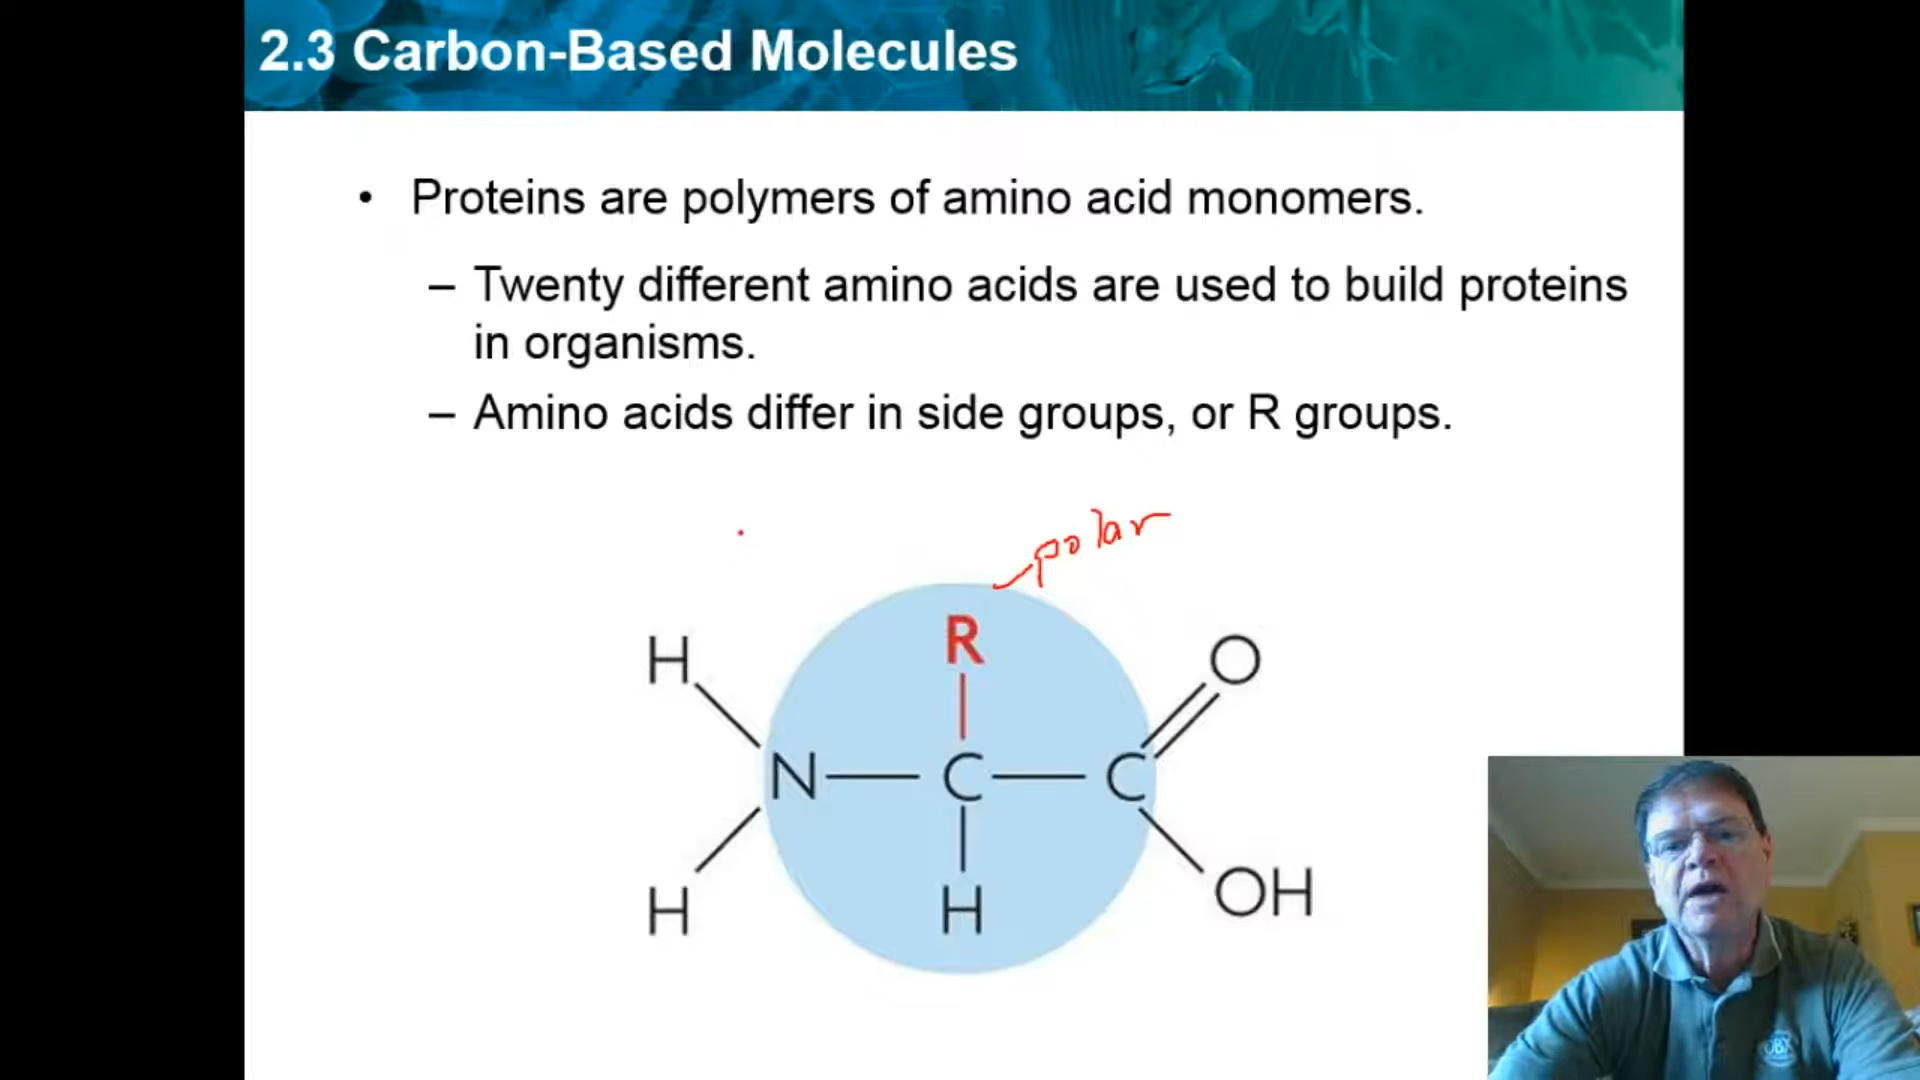 2.3 Carbon-Based Molecules
• Proteins are polymers of amino acid monomers.
– Twenty different amino acids are used to build proteins
in organisms.
– Amino acids differ in side groups, or R groups.
polar
R
H O
N C C
H H OH
OBX